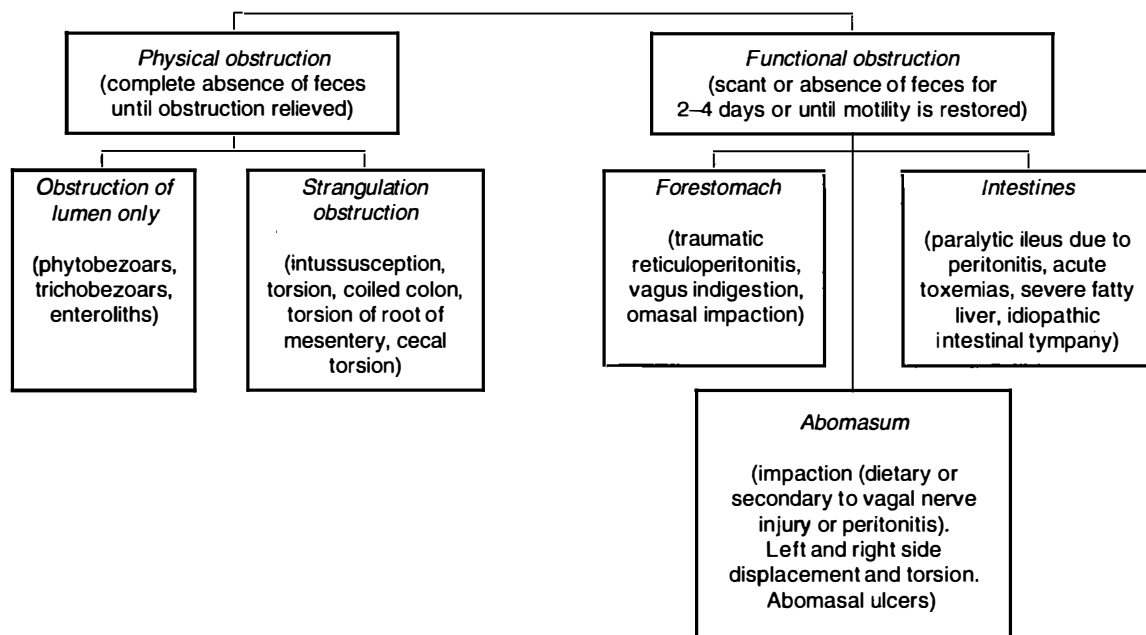 Physical obstruction
(complete absence of feces
until obstruction relieved)
Functional obstruction
(scant or absence of feces for
2–4 days or until motility is restored)
Obstruction of
lumen only
(phytobezoars,
trichobezoars,
enteroliths)
Strangulation
obstruction
(intussusception,
torsion, coiled colon,
torsion of root of
mesentery, cecal
torsion)
Forestomach
(traumatic
reticuloperitonitis,
vagus indigestion,
omasal impaction)
Intestines
(paralytic ileus due to
peritonitis, acute
toxemias, severe fatty
liver, idiopathic
intestinal tympany)
Abomasum
(impaction (dietary or
secondary to vagal nerve
injury or peritonitis).
Left and right side
displacement and torsion.
Abomasal ulcers)